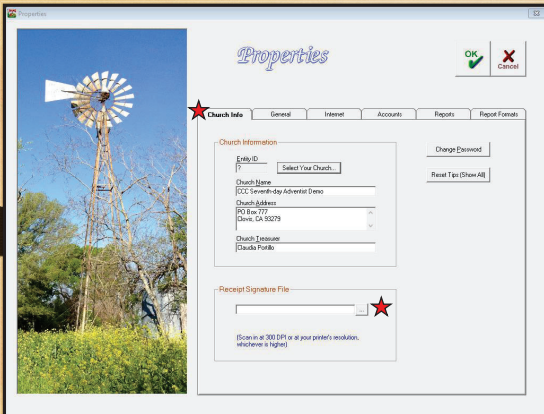 Properties
Properties
OK
Cancel
Church Info
General
Internet
Accounts
Reports
Report Formats
Church Information
Entity ID
?
Select Your Church...
Church Name
CCC Seventh-day Adventist Demo
Church Address
PO Box 777
Clovis, CA 93279
Church Treasurer
Claudia Portillo
Change Password
Reset Tips (Show All)
Receipt Signature File
...
(Scan in at 300 DPI or at your printer's resolution,
whichever is higher)